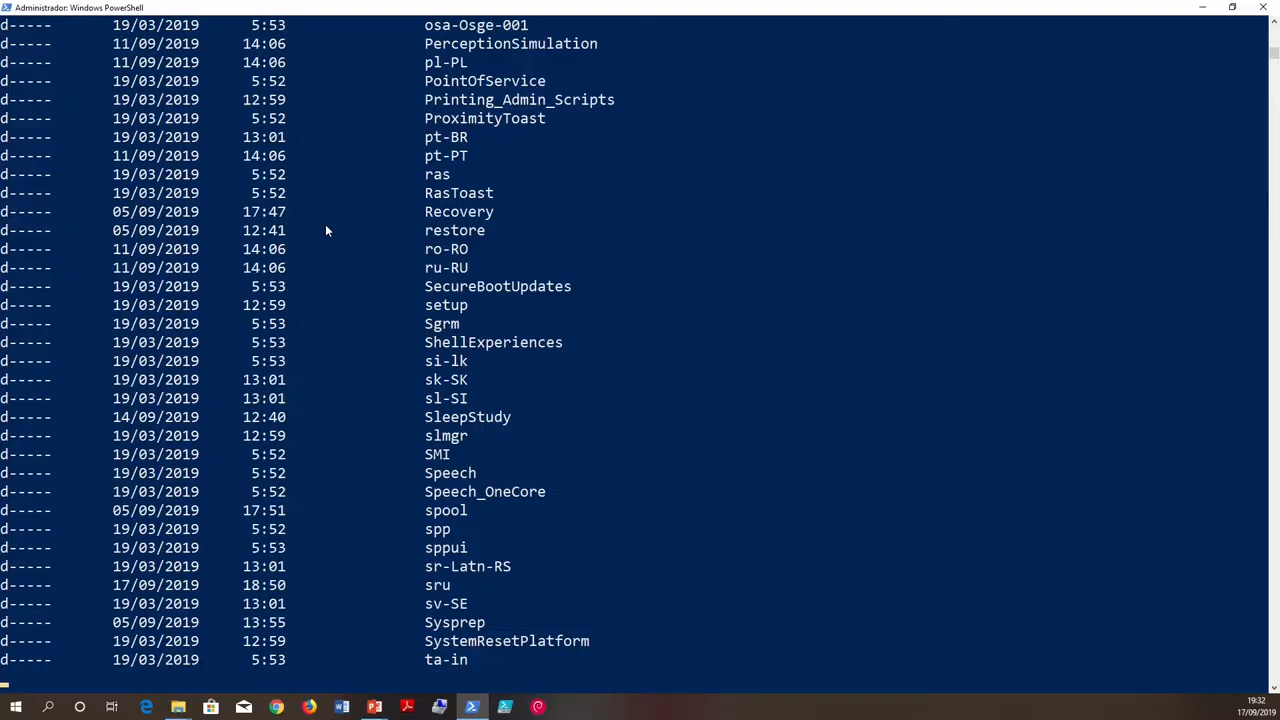 Administrador: Windows PowerShell
d----- 19/03/2019 5:53 osa-Osge-001
d----- 11/09/2019 14:06 PerceptionSimulation
d----- 11/09/2019 14:06 pl-PL
d----- 19/03/2019 5:52 PointOfService
d----- 19/03/2019 12:59 Printing_Admin_Scripts
d----- 19/03/2019 5:52 ProximityToast
d----- 19/03/2019 13:01 pt-BR
d----- 11/09/2019 14:06 pt-PT
d----- 19/03/2019 5:52 ras
d----- 19/03/2019 5:52 RasToast
d----- 05/09/2019 17:47 Recovery
d----- 05/09/2019 12:41 restore
d----- 11/09/2019 14:06 ro-RO
d----- 11/09/2019 14:06 ru-RU
d----- 19/03/2019 5:53 SecureBootUpdates
d----- 19/03/2019 12:59 setup
d----- 19/03/2019 5:53 Sgrm
d----- 19/03/2019 5:53 ShellExperiences
d----- 19/03/2019 5:53 si-lk
d----- 19/03/2019 13:01 sk-SK
d----- 19/03/2019 13:01 sl-SI
d----- 14/09/2019 12:40 SleepStudy
d----- 19/03/2019 12:59 slmgr
d----- 19/03/2019 5:52 SMI
d----- 19/03/2019 5:52 Speech
d----- 19/03/2019 5:52 Speech_OneCore
d----- 05/09/2019 17:51 spool
d----- 19/03/2019 5:52 spp
d----- 19/03/2019 5:53 sppui
d----- 19/03/2019 13:01 sr-Latn-RS
d----- 17/09/2019 18:50 sru
d----- 19/03/2019 13:01 sv-SE
d----- 05/09/2019 13:55 Sysprep
d----- 19/03/2019 12:59 SystemResetPlatform
d----- 19/03/2019 5:53 ta-in
19:32
17/09/2019